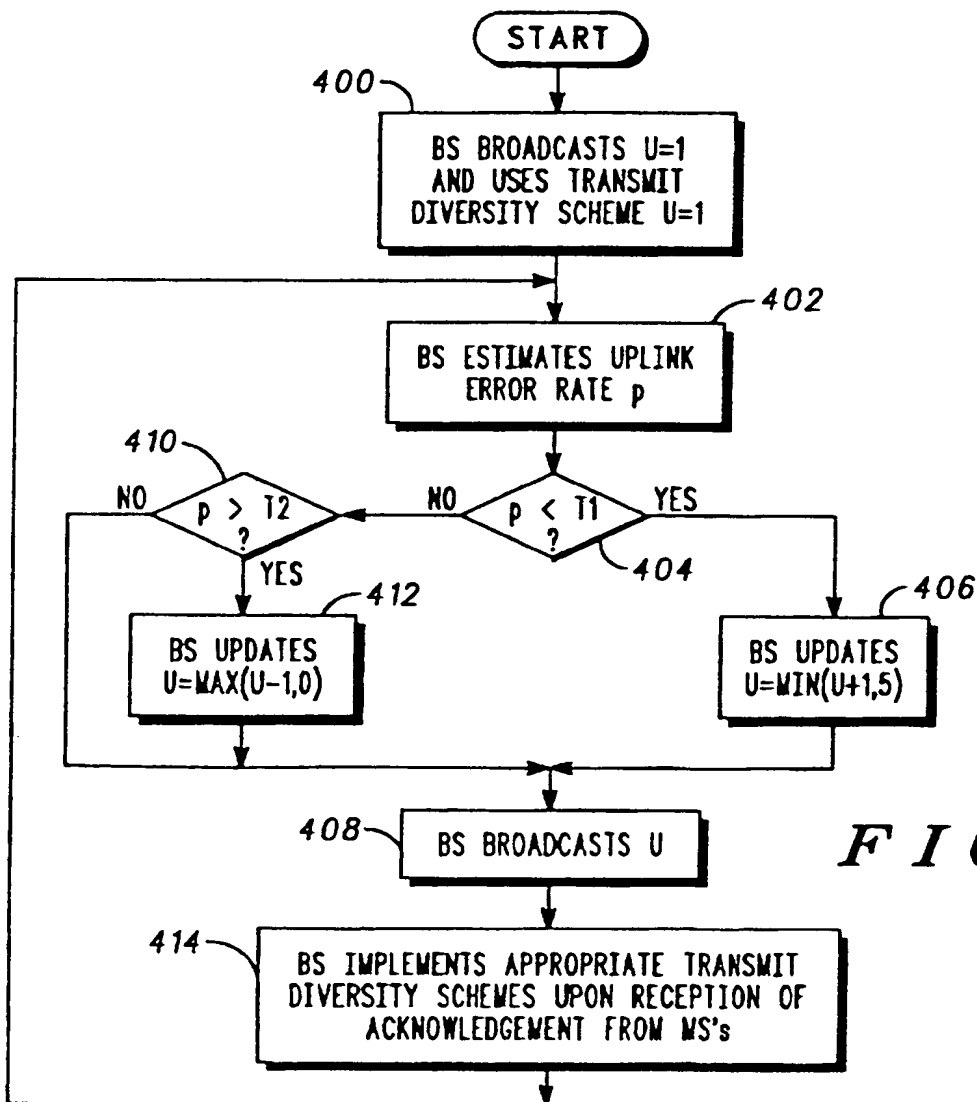 START
400
BS BROADCASTS U=1
AND USES TRANSMIT
DIVERSITY SCHEME U=1
402
BS ESTIMATES UPLINK
ERROR RATE p
410
NO
p > T2
?
YES
NO
p < T1
?
YES
404
412
BS UPDATES
U=MAX(U-1,0)
406
BS UPDATES
U=MIN(U+1,5)
408
BS BROADCASTS U
414
BS IMPLEMENTS APPROPRIATE TRANSMIT
DIVERSITY SCHEMES UPON RECEPTION OF
ACKNOWLEDGEMENT FROM MS's